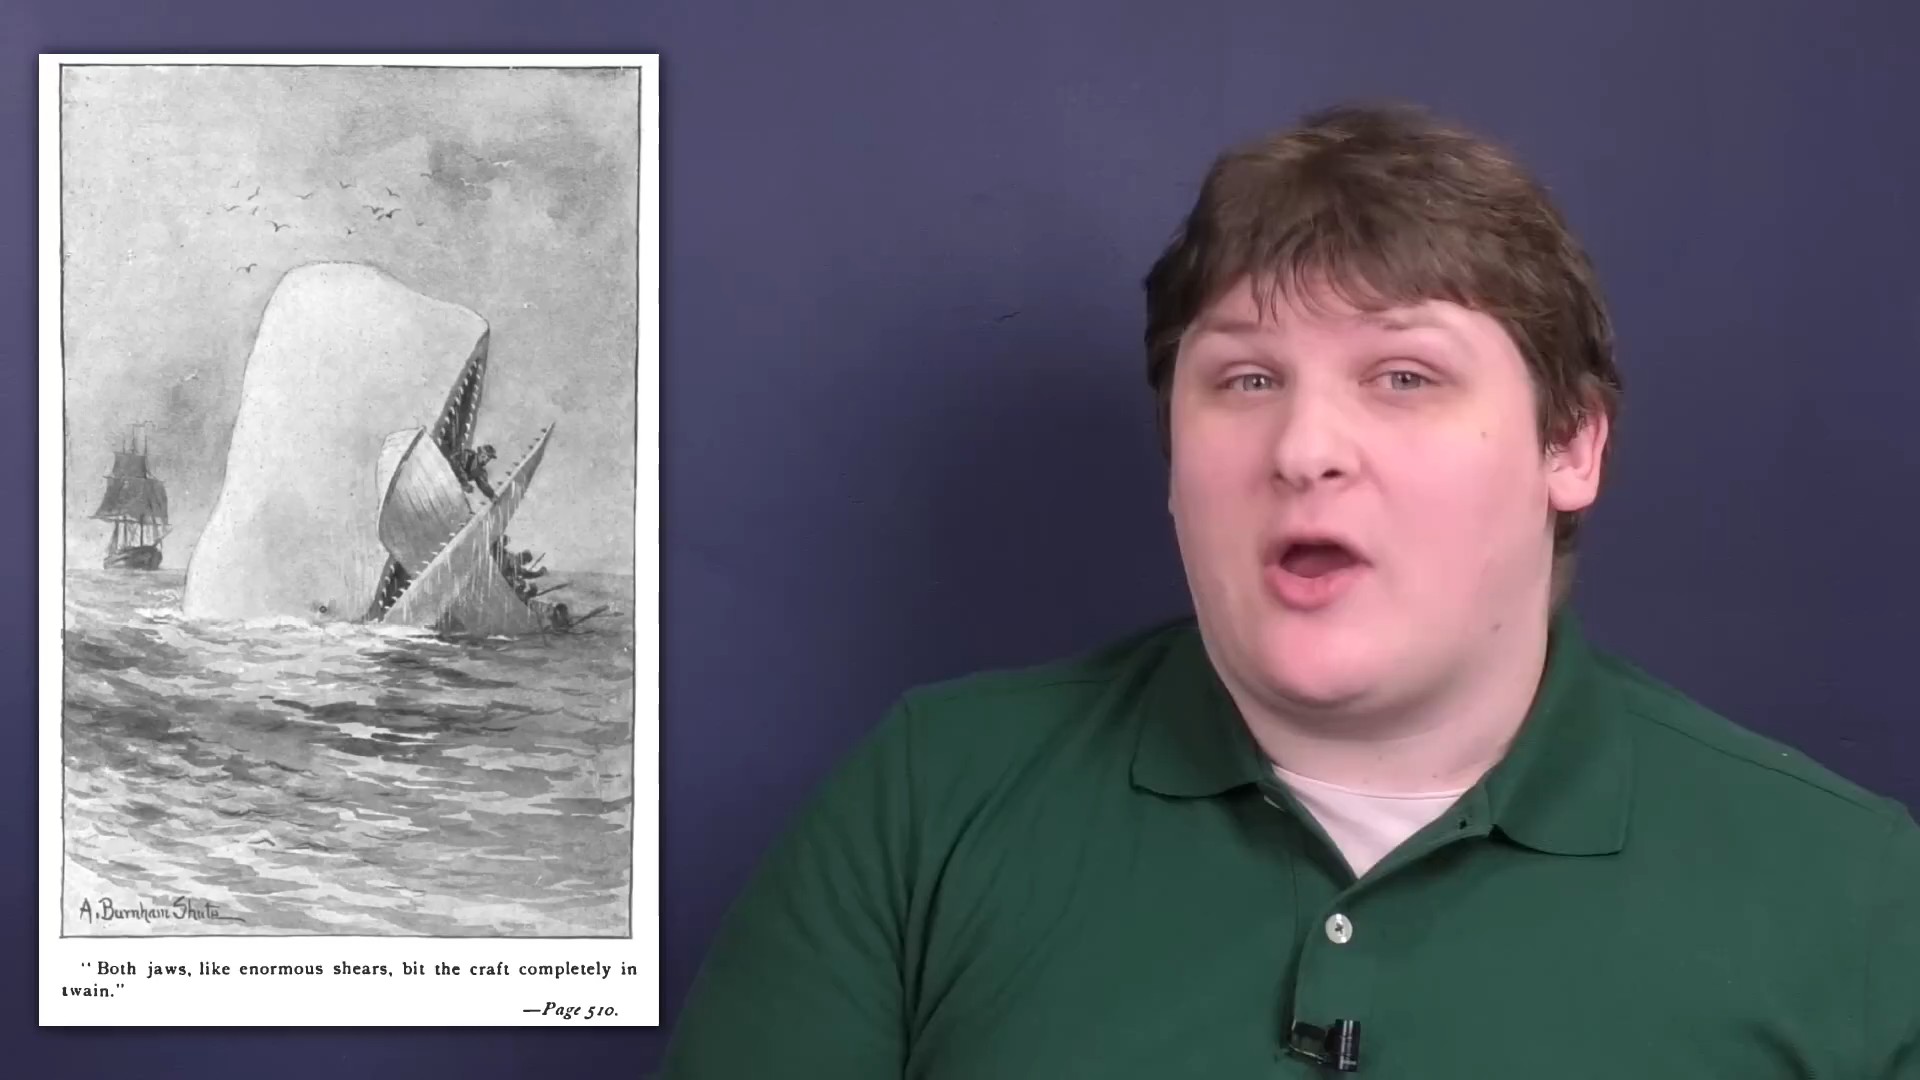 A. Burnham Shute
“Both jaws, like enormous shears, bit the craft completely in
twain.”
—Page 510.